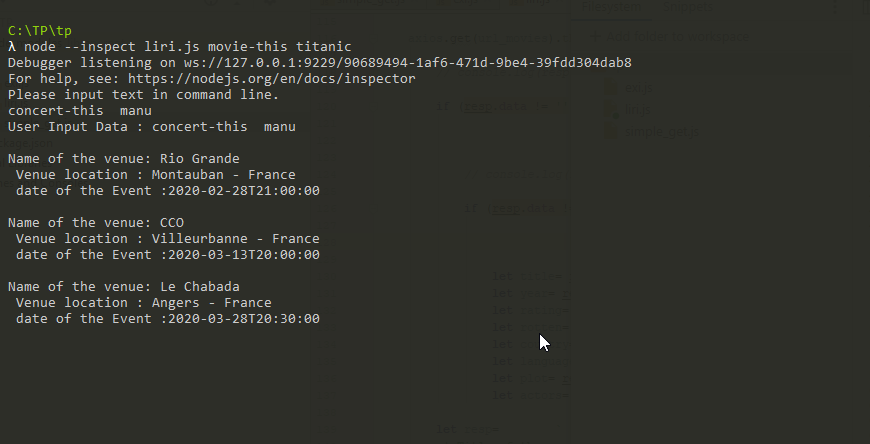 C:\TP\tp
λ node --inspect liri.js movie-this titanic
Debugger listening on ws://127.0.0.1:9229/90689494-1af6-471d-9be4-39fdd304dab8
For help, see: https://nodejs.org/en/docs/inspector
Please input text in command line.
concert-this  manu
User Input Data : concert-this  manu
Name of the venue: Rio Grande
Venue location : Montauban - France
date of the Event :2020-02-28T21:00:00
Name of the venue: CCO
Venue location : Villeurbanne - France
date of the Event :2020-03-13T20:00:00
Name of the venue: Le Chabada
Venue location : Angers - France
date of the Event :2020-03-28T20:30:00